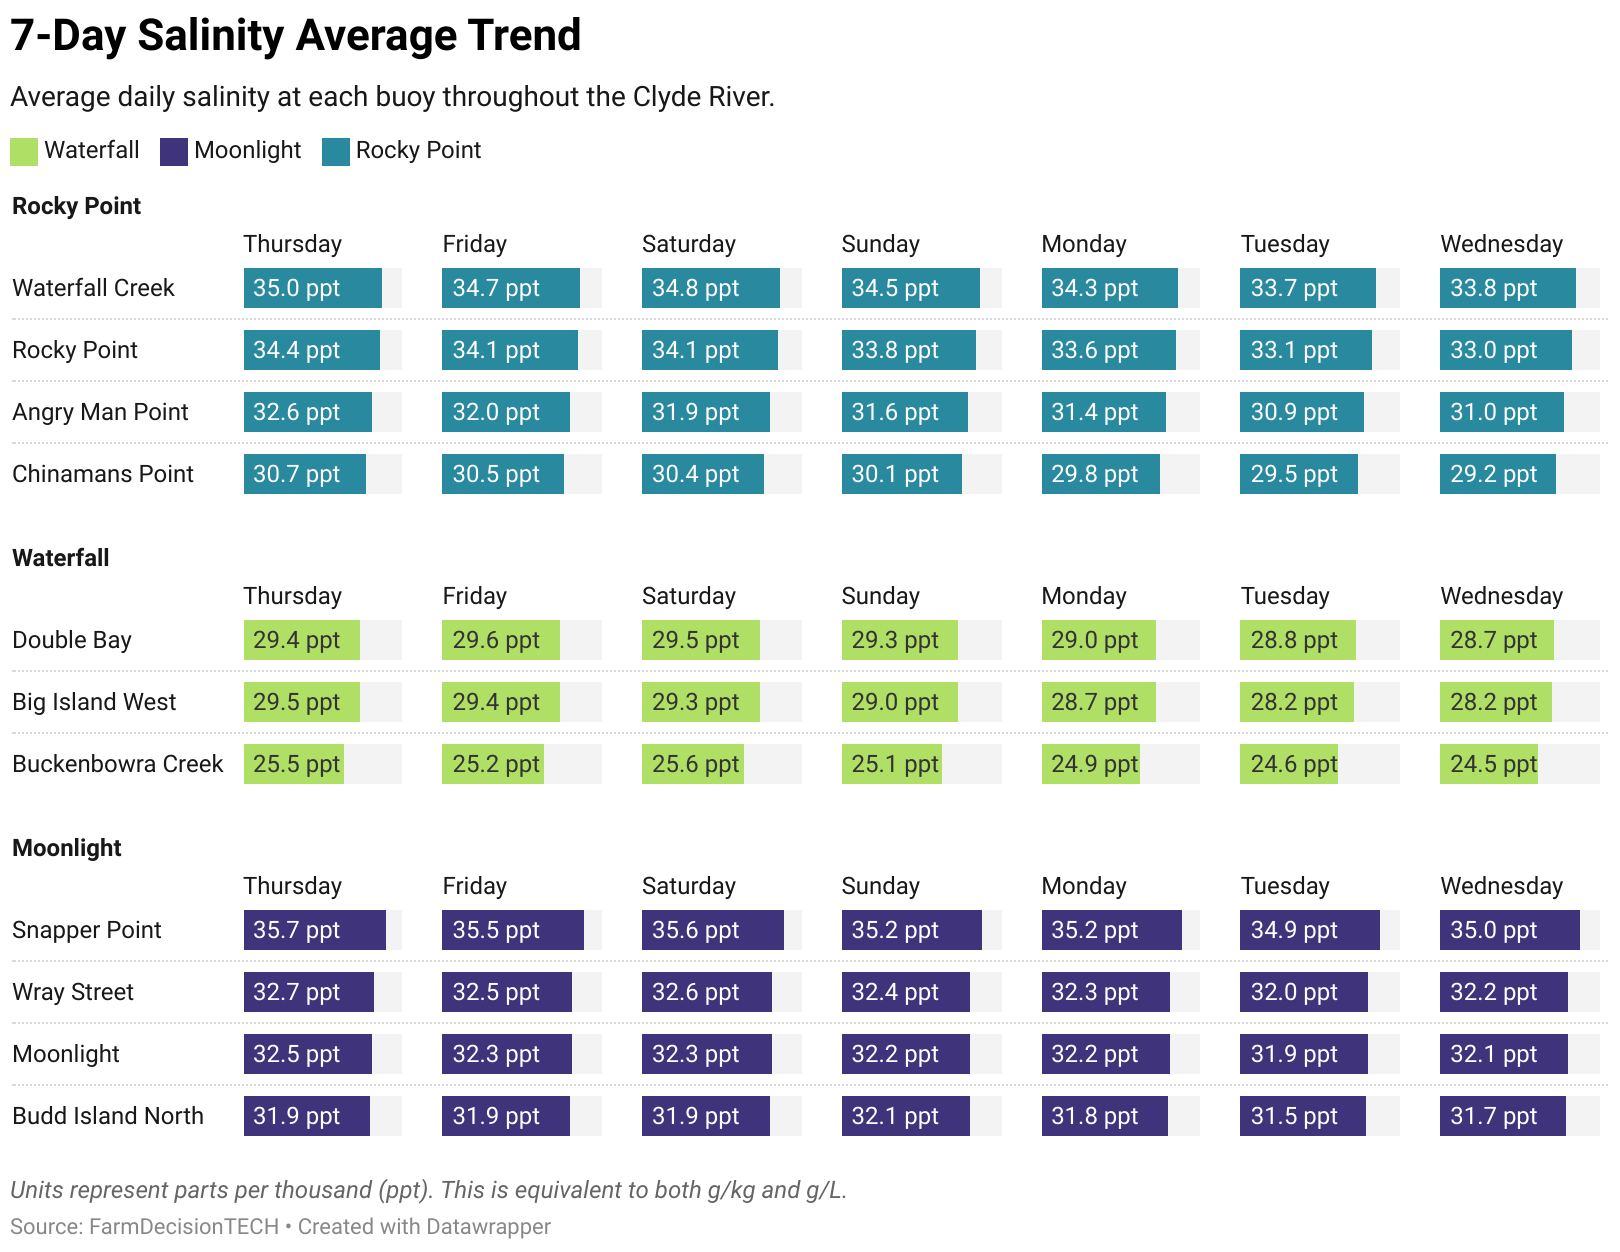 7-Day Salinity Average Trend
Average daily salinity at each buoy throughout the Clyde River.
Waterfall Moonlight Rocky Point
Rocky Point
Thursday Friday Saturday Sunday Monday Tuesday Wednesday
Waterfall Creek 35.0 ppt 34.7 ppt 34.8 ppt 34.5 ppt 34.3 ppt 33.7 ppt 33.8 ppt
Rocky Point 34.4 ppt 34.1 ppt 34.1 ppt 33.8 ppt 33.6 ppt 33.1 ppt 33.0 ppt
Angry Man Point 32.6 ppt 32.0 ppt 31.9 ppt 31.6 ppt 31.4 ppt 30.9 ppt 31.0 ppt
Chinamans Point 30.7 ppt 30.5 ppt 30.4 ppt 30.1 ppt 29.8 ppt 29.5 ppt 29.2 ppt
Waterfall
Thursday Friday Saturday Sunday Monday Tuesday Wednesday
Double Bay 29.4 ppt 29.6 ppt 29.5 ppt 29.3 ppt 29.0 ppt 28.8 ppt 28.7 ppt
Big Island West 29.5 ppt 29.4 ppt 29.3 ppt 29.0 ppt 28.7 ppt 28.2 ppt 28.2 ppt
Buckenbowra Creek 25.5 ppt 25.2 ppt 25.6 ppt 25.1 ppt 24.9 ppt 24.6 ppt 24.5 ppt
Moonlight
Thursday Friday Saturday Sunday Monday Tuesday Wednesday
Snapper Point 35.7 ppt 35.5 ppt 35.6 ppt 35.2 ppt 35.2 ppt 34.9 ppt 35.0 ppt
Wray Street 32.7 ppt 32.5 ppt 32.6 ppt 32.4 ppt 32.3 ppt 32.0 ppt 32.2 ppt
Moonlight 32.5 ppt 32.3 ppt 32.3 ppt 32.2 ppt 32.2 ppt 31.9 ppt 32.1 ppt
Budd Island North 31.9 ppt 31.9 ppt 31.9 ppt 32.1 ppt 31.8 ppt 31.5 ppt 31.7 ppt
Units represent parts per thousand (ppt). This is equivalent to both g/kg and g/L.
Source: FarmDecisionTECH • Created with Datawrapper